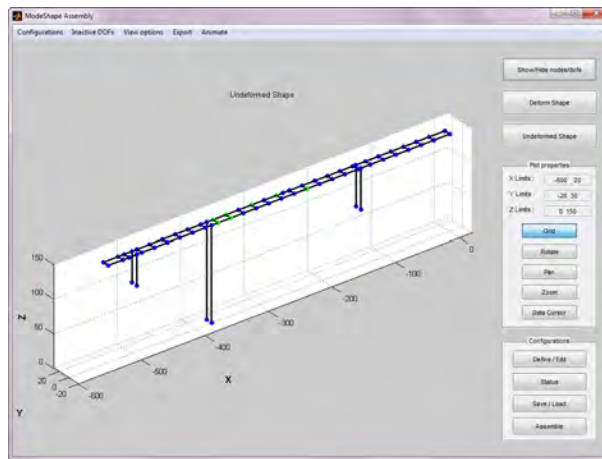 ModeShape Assembly
Configurations Inactive DOFs View options Export Animate
Show/Hide nodes/dofs
Undeformed Shape
Deform Shape
Undeformed Shape
Plot properties
X Limits: -600 20
Y Limits: -20 30
Z Limits: 0 150
Grid
Rotate
Pan
Zoom
Data Cursor
Configurations
Define / Edit
Status
Save / Load
Assemble
150
100
50
0
Z
20
0
-20
Y
-600
-500
-400
-300
-200
-100
0
X